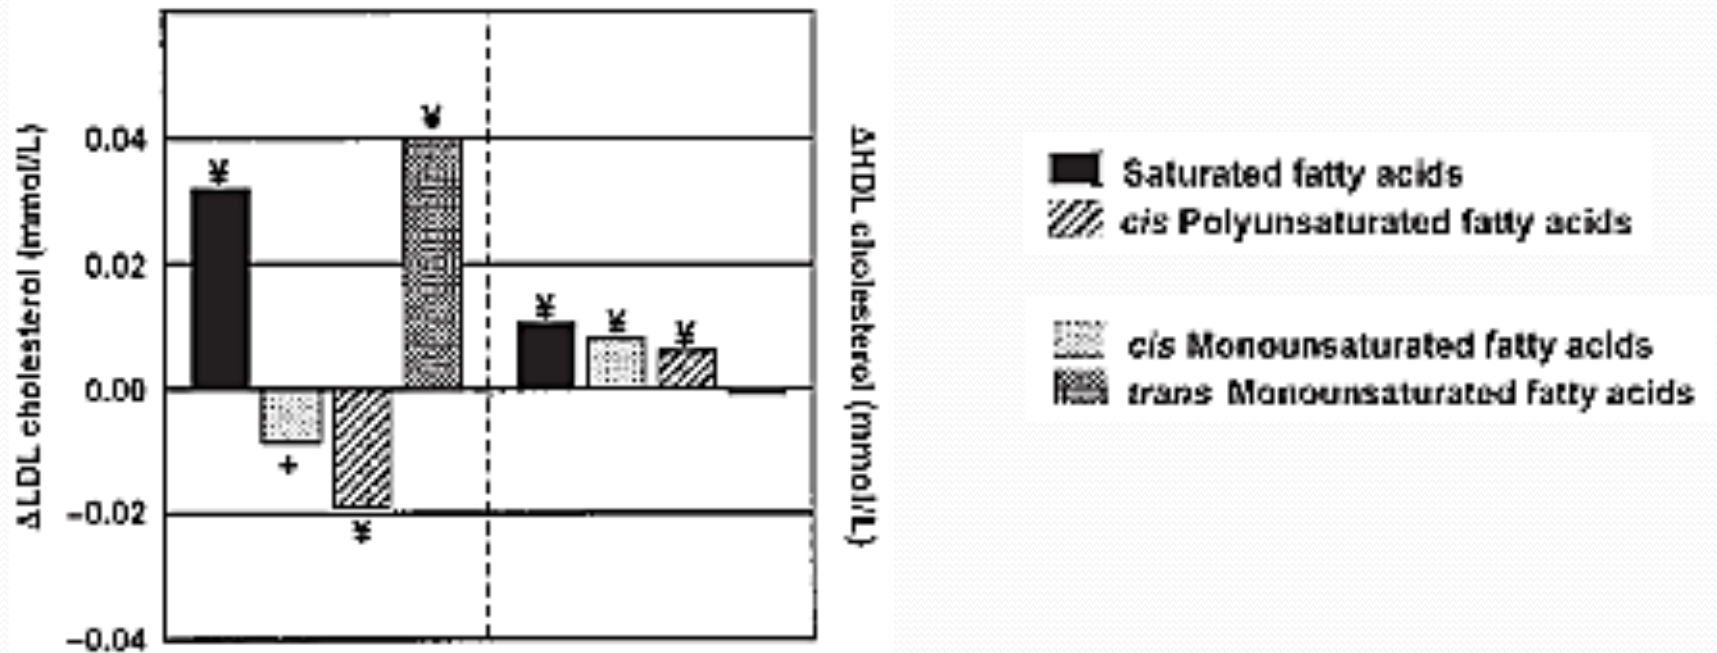 ΔLDL cholesterol (mmol/L)
0.04
0.02
0.00
−0.02
−0.04
¥
+
¥
¥
¥
¥
¥
ΔHDL cholesterol (mmol/L)
Saturated fatty acids
cis Polyunsaturated fatty acids
cis Monounsaturated fatty acids
trans Monounsaturated fatty acids